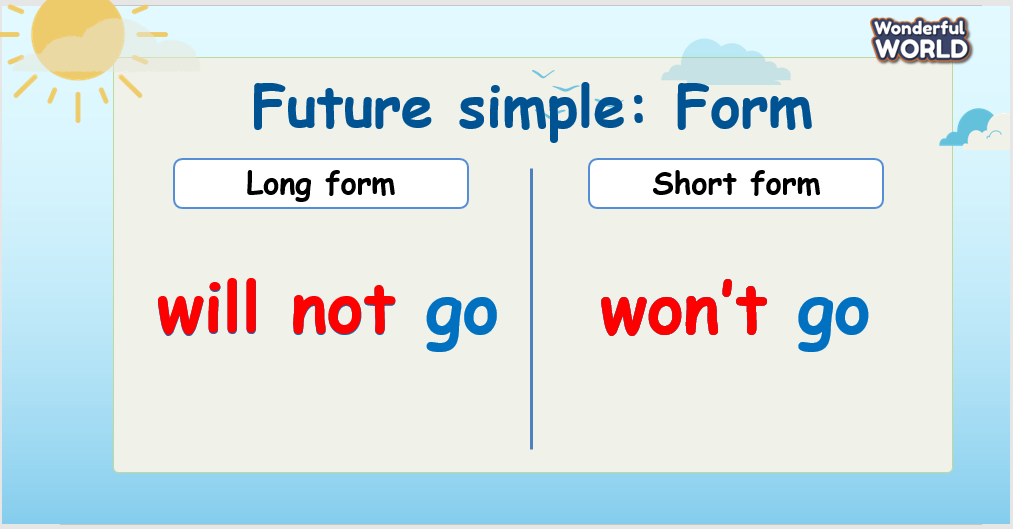 Wonderful
WORLD
Future simple: Form
Long form
Short form
will not go
won't go